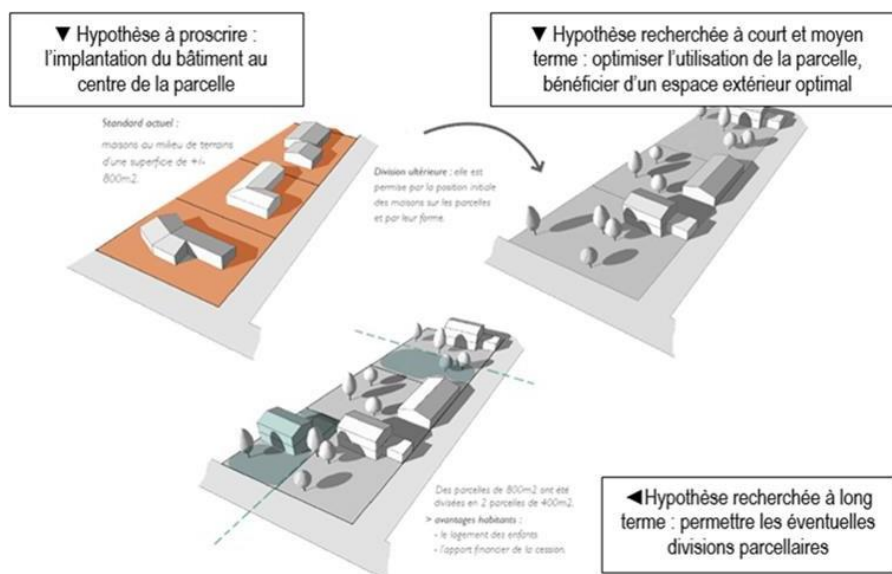 ▼ Hypothèse à proscrire :
l'implantation du bâtiment au
centre de la parcelle
▼ Hypothèse recherchée à court et moyen
terme : optimiser l'utilisation de la parcelle,
bénéficier d'un espace extérieur optimal
Standard actuel :
maisons au milieu de terrains
d'une superficie de +/-
800m2.
Division ultérieure : elle est
permise par la position initiale
des maisons sur les parcelles
et par leur forme.
Des parcelles de 800m2 ont été
divisées en 2 parcelles de 400m2.
> avantages habitants :
- le logement des enfants
- l'apport financier de la cession.
◄Hypothèse recherchée à long
terme : permettre les éventuelles
divisions parcellaires